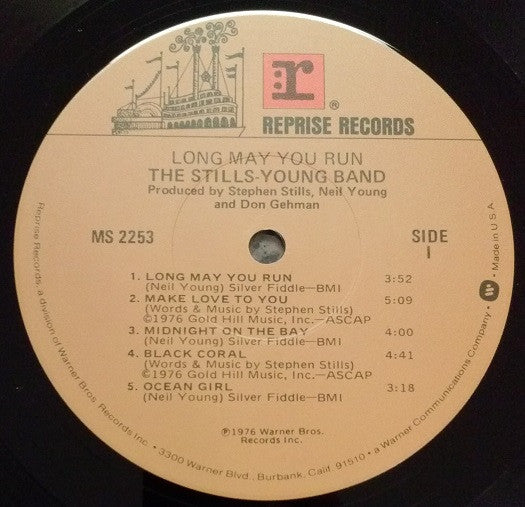 r
®
REPRISE RECORDS
LONG MAY YOU RUN
THE STILLS-YOUNG BAND
Produced by Stephen Stills, Neil Young
and Don Gehman
MS 2253
SIDE
I
1. LONG MAY YOU RUN 3:52
(Neil Young) Silver Fiddle—BMI
2. MAKE LOVE TO YOU 5:09
(Words & Music by Stephen Stills)
©1976 Gold Hill Music, Inc.—ASCAP
3. MIDNIGHT ON THE BAY 4:00
(Neil Young) Silver Fiddle—BMI
4. BLACK CORAL 4:41
(Words & Music by Stephen Stills)
©1976 Gold Hill Music, Inc.—ASCAP
5. OCEAN GIRL 3:18
(Neil Young) Silver Fiddle—BMI
℗1976 Warner Bros.
Records Inc.
Reprise Records, a division of Warner Bros. Records Inc. • 3300 Warner Blvd., Burbank, Calif. 91510 • a Warner Communications Company. • Made in U.S.A.